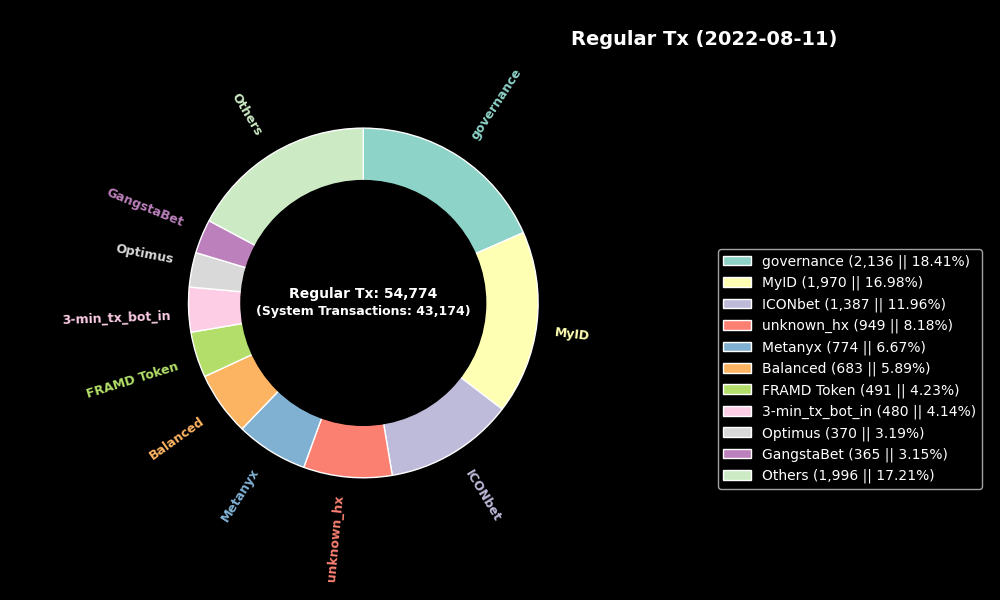 Regular Tx (2022-08-11)
governance
Others
GangstaBet
Optimus
3-min_tx_bot_in
FRAMD Token
Balanced
Metanyx
unknown_hx
ICONbet
MyID
Regular Tx: 54,774
(System Transactions: 43,174)
governance (2,136 || 18.41%)
MyID (1,970 || 16.98%)
ICONbet (1,387 || 11.96%)
unknown_hx (949 || 8.18%)
Metanyx (774 || 6.67%)
Balanced (683 || 5.89%)
FRAMD Token (491 || 4.23%)
3-min_tx_bot_in (480 || 4.14%)
Optimus (370 || 3.19%)
GangstaBet (365 || 3.15%)
Others (1,996 || 17.21%)